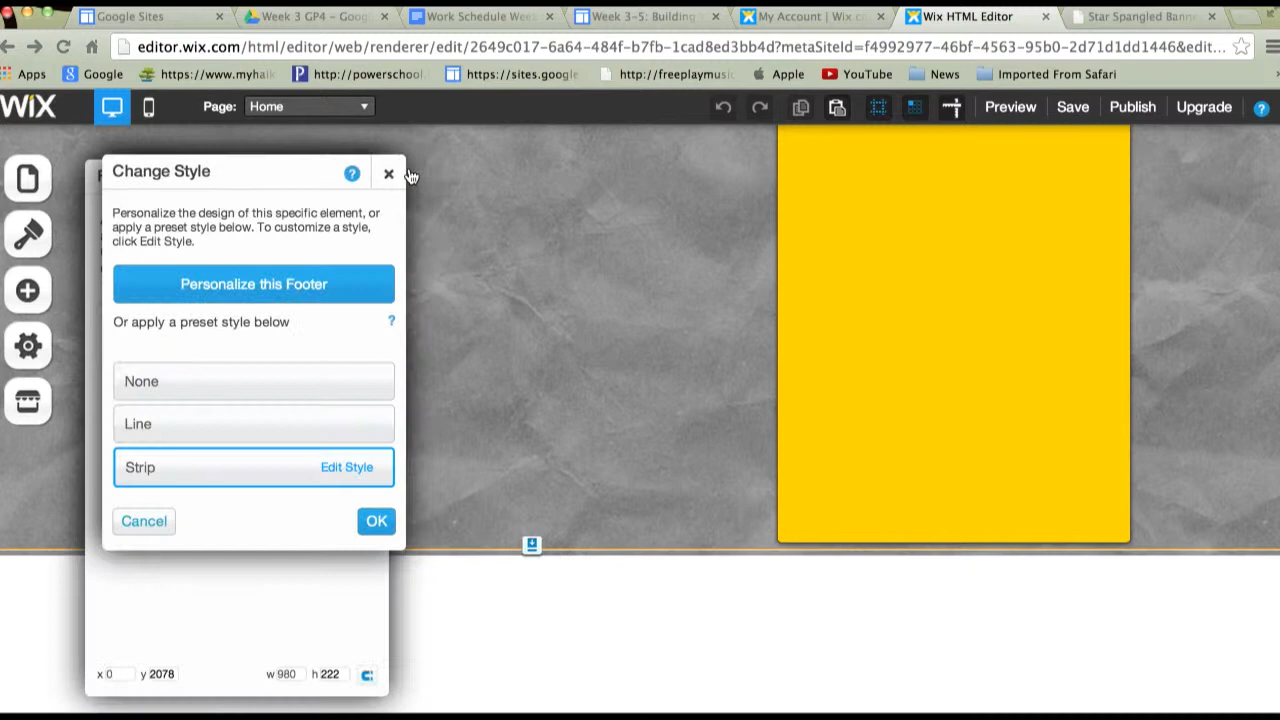 Google Sites
Week 3 GP4 – Goog
Work Schedule Wee
Week 3–5: Building
My Account | Wix.c
Wix HTML Editor
Star Spangled Bann
editor.wix.com/html/editor/web/renderer/edit/2649c017-6a64-484f-b7fb-1cad8ed3bb4d?metaSiteId=f4992977-46bf-4563-95b0-2d71d1dd1446&edit...
Apps
Google
https://www.myhaik
http://powerschool.
https://sites.google
http://freeplaymusi
Apple
YouTube
News
Imported From Safari
WiX
Page:
Home
Preview
Save
Publish
Upgrade
?
Change Style
?
Personalize the design of this specific element, or
apply a preset style below. To customize a style,
click Edit Style.
Personalize this Footer
Or apply a preset style below
?
None
Line
Strip
Edit Style
Cancel
OK
x 0
y 2078
w 980
h 222